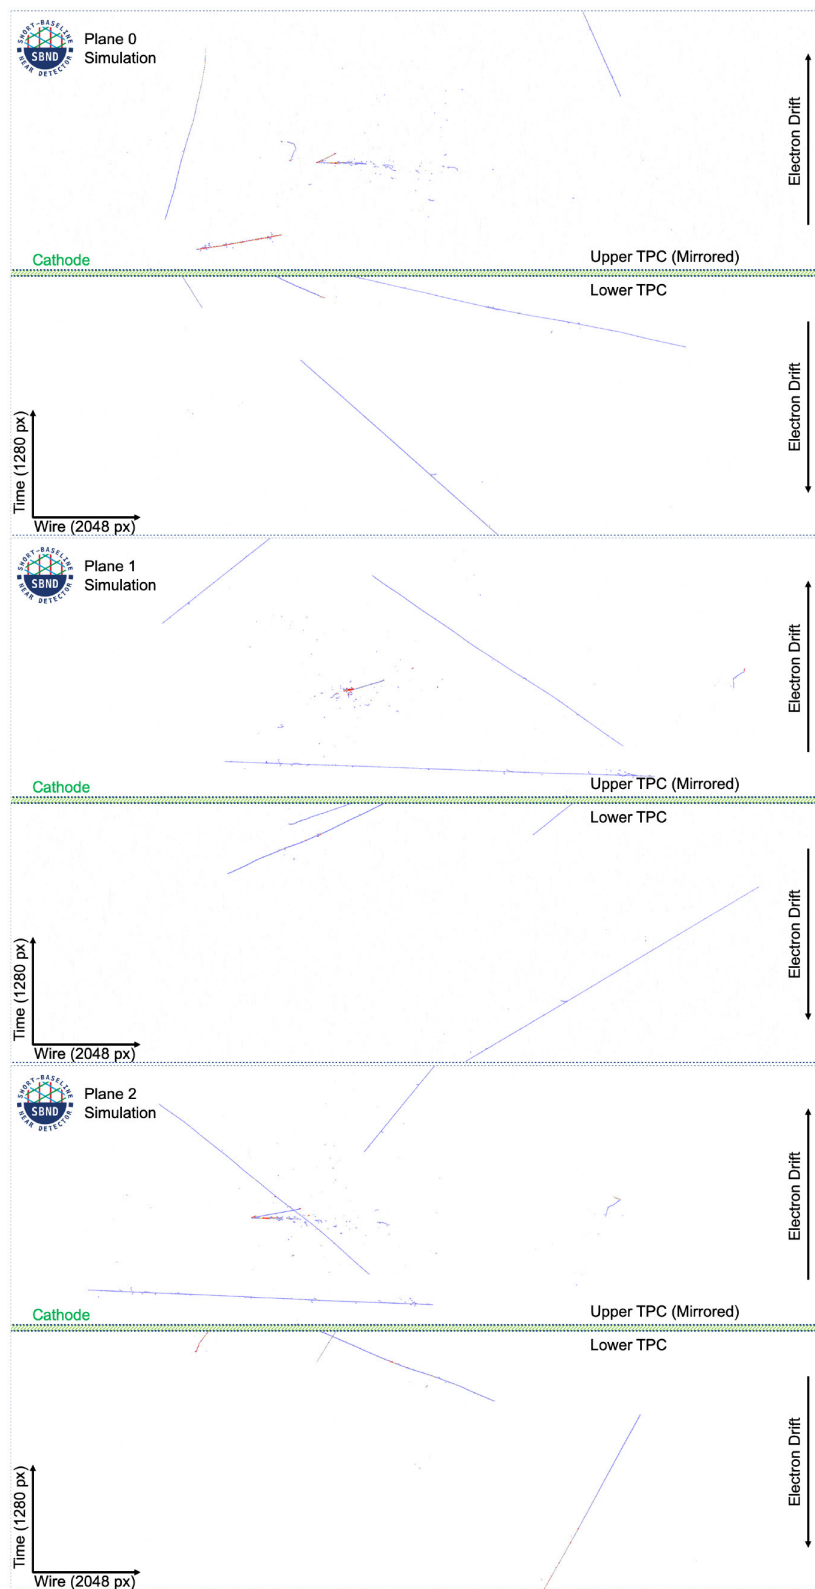 SHORT-BASELINE
SBND
NEAR DETECTOR
Plane 0
Simulation
Electron Drift
Cathode
Upper TPC (Mirrored)
Lower TPC
Electron Drift
Time (1280 px)
Wire (2048 px)
SHORT-BASELINE
SBND
NEAR DETECTOR
Plane 1
Simulation
Electron Drift
Cathode
Upper TPC (Mirrored)
Lower TPC
Electron Drift
Time (1280 px)
Wire (2048 px)
SHORT-BASELINE
SBND
NEAR DETECTOR
Plane 2
Simulation
Electron Drift
Cathode
Upper TPC (Mirrored)
Lower TPC
Electron Drift
Time (1280 px)
Wire (2048 px)